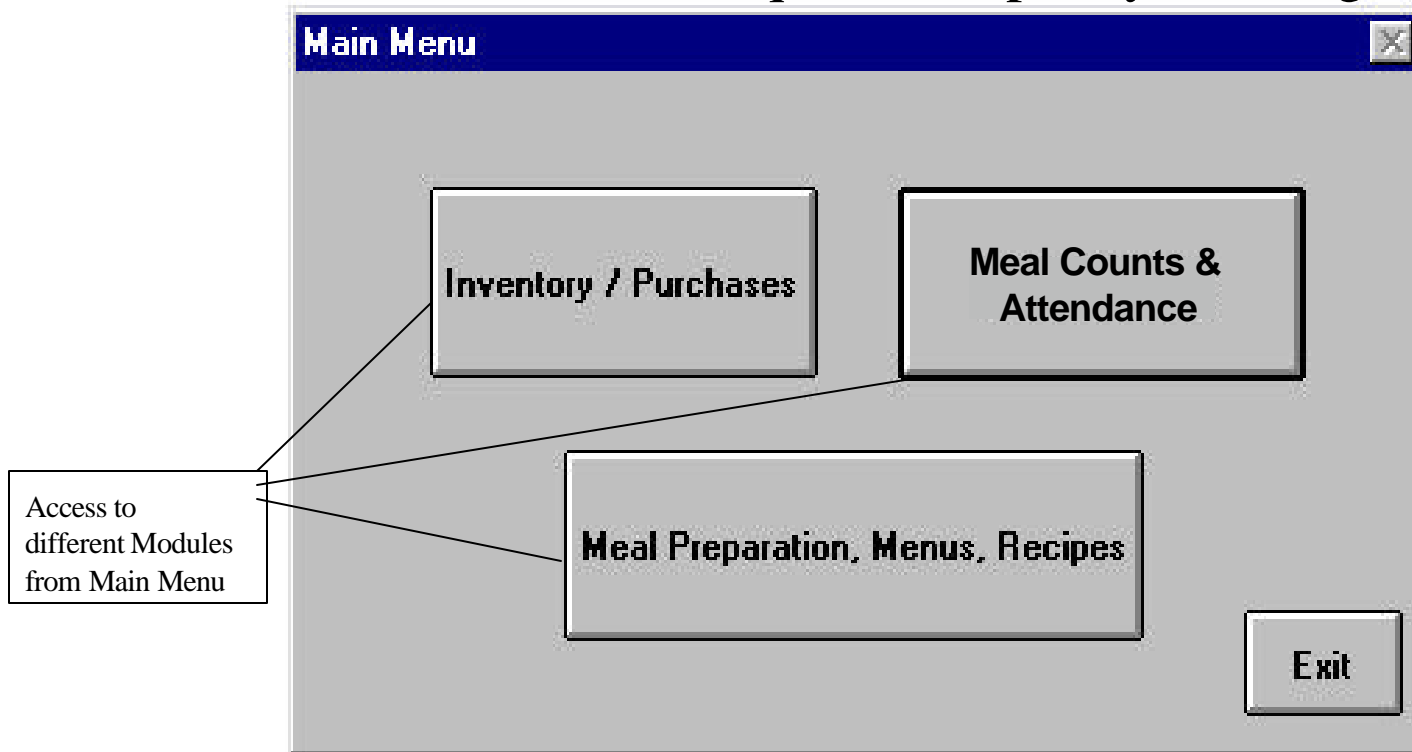 Main Menu
Inventory / Purchases
Meal Counts &
Attendance
Access to
different Modules
from Main Menu
Meal Preparation, Menus, Recipes
Exit